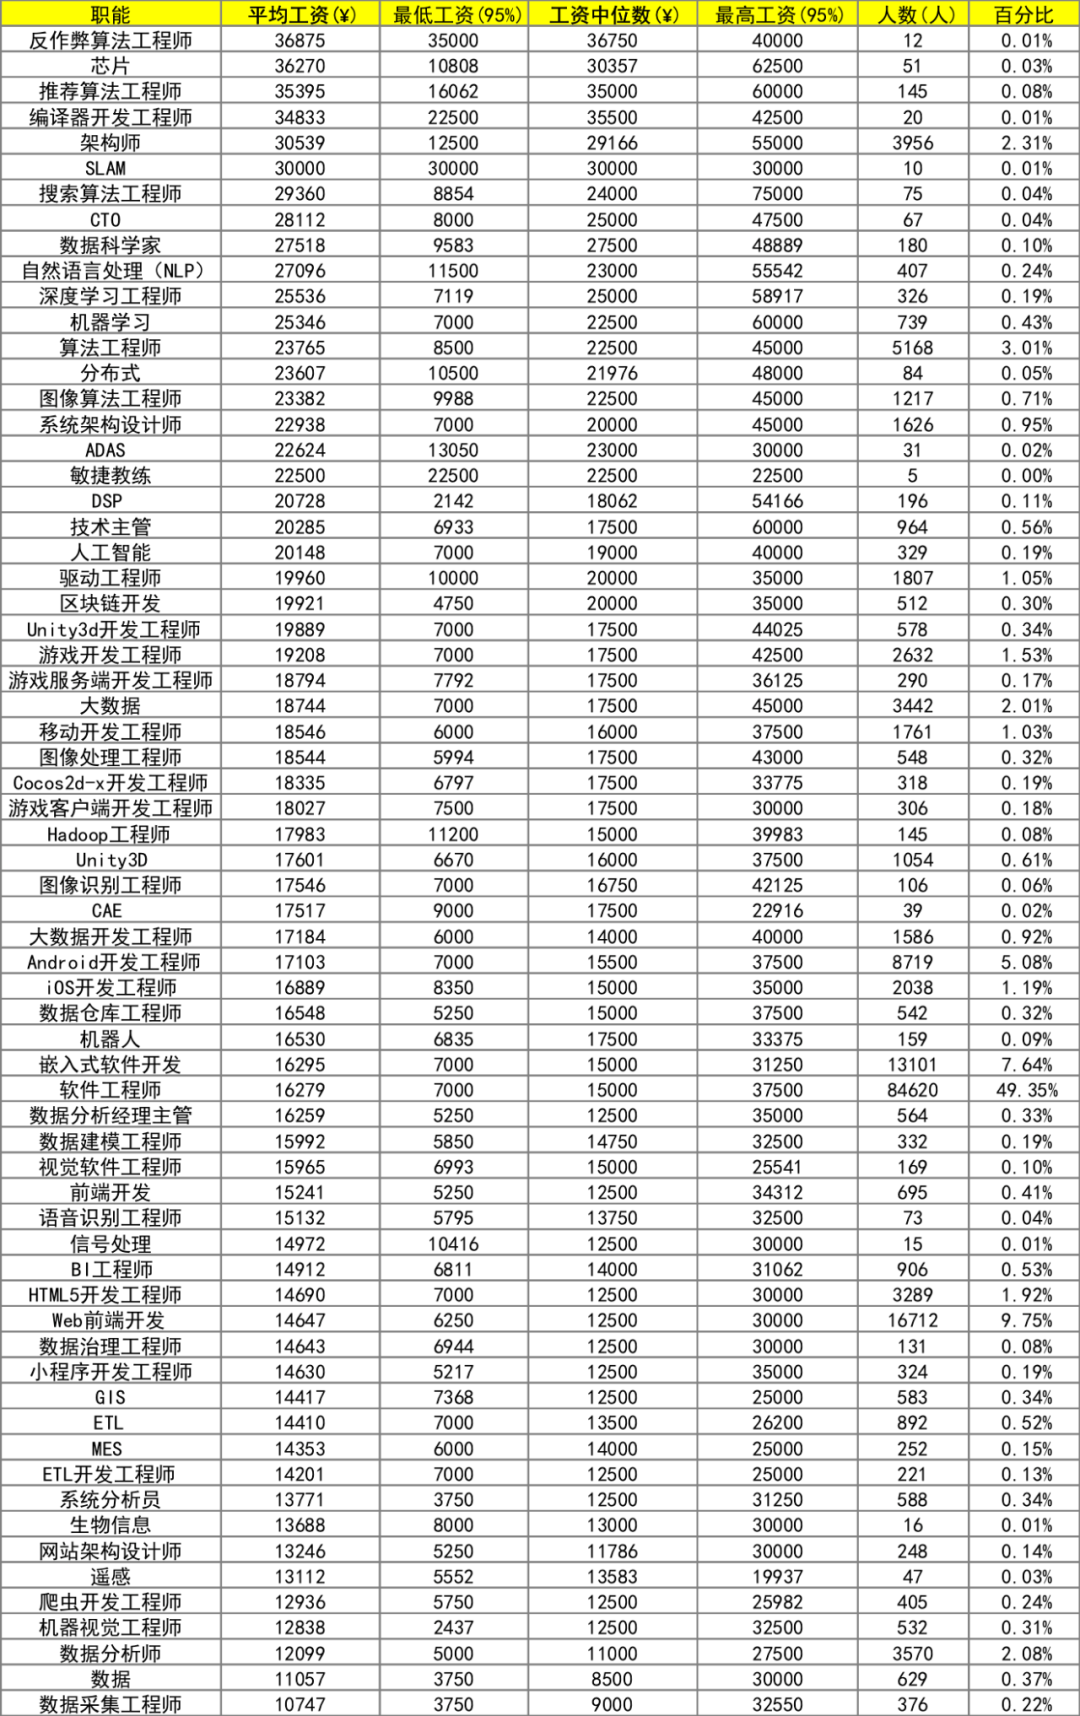 职能 平均工资(¥) 最低工资(95%) 工资中位数(¥) 最高工资(95%) 人数(人) 百分比
反作弊算法工程师 36875 35000 36750 40000 12 0.01%
芯片 36270 10808 30357 62500 51 0.03%
推荐算法工程师 35395 16062 35000 60000 145 0.08%
编译器开发工程师 34833 22500 35500 42500 20 0.01%
架构师 30539 12500 29166 55000 3956 2.31%
SLAM 30000 30000 30000 30000 10 0.01%
搜索算法工程师 29360 8854 24000 75000 75 0.04%
CTO 28112 8000 25000 47500 67 0.04%
数据科学家 27518 9583 27500 48889 180 0.10%
自然语言处理（NLP） 27096 11500 23000 55542 407 0.24%
深度学习工程师 25536 7119 25000 58917 326 0.19%
机器学习 25346 7000 22500 60000 739 0.43%
算法工程师 23765 8500 22500 45000 5168 3.01%
分布式 23607 10500 21976 48000 84 0.05%
图像算法工程师 23382 9988 22500 45000 1217 0.71%
系统架构设计师 22938 7000 20000 45000 1626 0.95%
ADAS 22624 13050 23000 30000 31 0.02%
敏捷教练 22500 22500 22500 22500 5 0.00%
DSP 20728 2142 18062 54166 196 0.11%
技术主管 20285 6933 17500 60000 964 0.56%
人工智能 20148 7000 19000 40000 329 0.19%
驱动工程师 19960 10000 20000 35000 1807 1.05%
区块链开发 19921 4750 20000 35000 512 0.30%
Unity3d开发工程师 19889 7000 17500 44025 578 0.34%
游戏开发工程师 19208 7000 17500 42500 2632 1.53%
游戏服务端开发工程师 18794 7792 17500 36125 290 0.17%
大数据 18744 7000 17500 45000 3442 2.01%
移动开发工程师 18546 6000 16000 37500 1761 1.03%
图像处理工程师 18544 5994 17500 43000 548 0.32%
Cocos2d-x开发工程师 18335 6797 17500 33775 318 0.19%
游戏客户端开发工程师 18027 7500 17500 30000 306 0.18%
Hadoop工程师 17983 11200 15000 39983 145 0.08%
Unity3D 17601 6670 16000 37500 1054 0.61%
图像识别工程师 17546 7000 16750 42125 106 0.06%
CAE 17517 9000 17500 22916 39 0.02%
大数据开发工程师 17184 6000 14000 40000 1586 0.92%
Android开发工程师 17103 7000 15500 37500 8719 5.08%
iOS开发工程师 16889 8350 15000 35000 2038 1.19%
数据仓库工程师 16548 5250 15000 37500 542 0.32%
机器人 16530 6835 17500 33375 159 0.09%
嵌入式软件开发 16295 7000 15000 31250 13101 7.64%
软件工程师 16279 7000 15000 37500 84620 49.35%
数据分析经理主管 16259 5250 12500 35000 564 0.33%
数据建模工程师 15992 5850 14750 32500 332 0.19%
视觉软件工程师 15965 6993 15000 25541 169 0.10%
前端开发 15241 5250 12500 34312 695 0.41%
语音识别工程师 15132 5795 13750 32500 73 0.04%
信号处理 14972 10416 12500 30000 15 0.01%
BI工程师 14912 6811 14000 31062 906 0.53%
HTML5开发工程师 14690 7000 12500 30000 3289 1.92%
Web前端开发 14647 6250 12500 30000 16712 9.75%
数据治理工程师 14643 6944 12500 35000 131 0.08%
小程序开发工程师 14630 5217 12500 35000 324 0.19%
GIS 14417 7368 12500 25000 583 0.34%
ETL 14410 7000 13500 26200 892 0.52%
MES 14353 6000 14000 25000 252 0.15%
ETL开发工程师 14201 7000 12500 25000 221 0.13%
系统分析员 13771 3750 12500 31250 588 0.34%
生物信息 13688 8000 13000 30000 16 0.01%
网站架构设计师 13246 5250 11786 30000 248 0.14%
遥感 13112 5552 13583 19937 47 0.03%
爬虫开发工程师 12936 5750 12500 25982 405 0.24%
机器视觉工程师 12838 2437 12500 32500 532 0.31%
数据分析师 12099 5000 11000 27500 3570 2.08%
数据 11057 3750 8500 30000 629 0.37%
数据采集工程师 10747 3750 9000 32550 376 0.22%